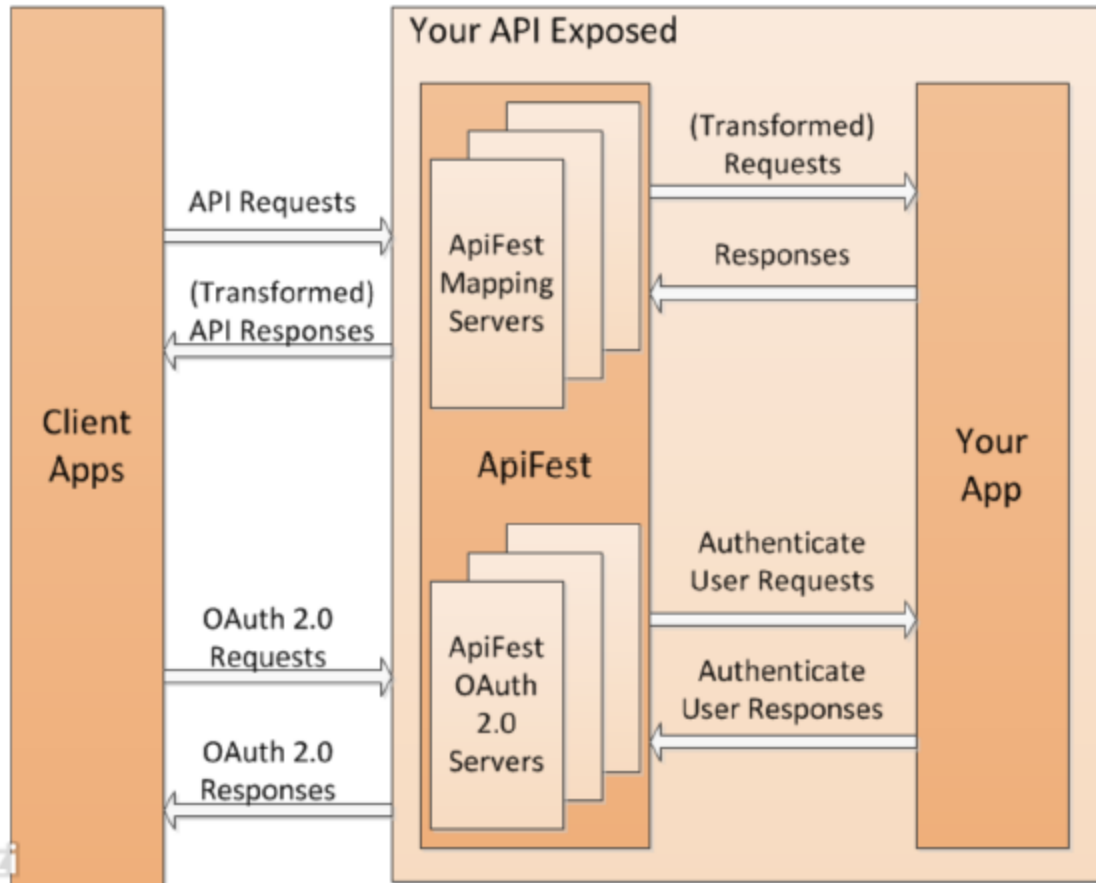 Your API Exposed
(Transformed)
Requests
API Requests
ApiFest
Mapping
Servers
Responses
(Transformed)
API Responses
Client
Apps
ApiFest
Your
App
Authenticate
User Requests
OAuth 2.0
Requests
ApiFest
OAuth
2.0
Servers
Authenticate
User Responses
OAuth 2.0
Responses